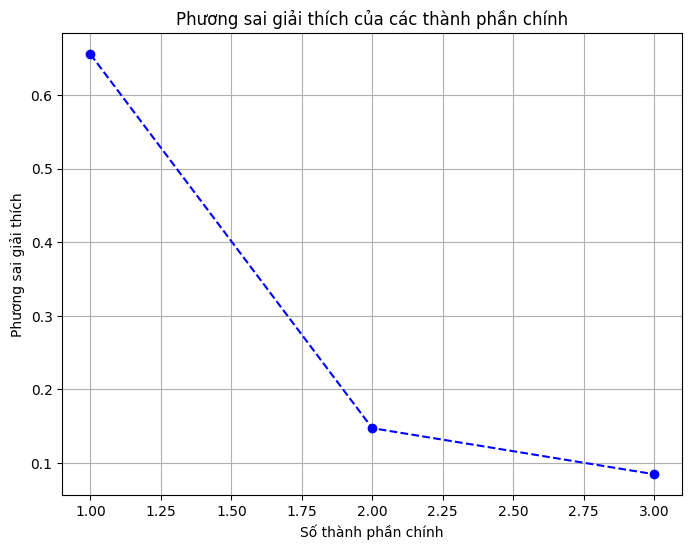 Phương sai giải thích của các thành phần chính
Phương sai giải thích
0.6
0.5
0.4
0.3
0.2
0.1
1.00 1.25 1.50 1.75 2.00 2.25 2.50 2.75 3.00
Số thành phần chính